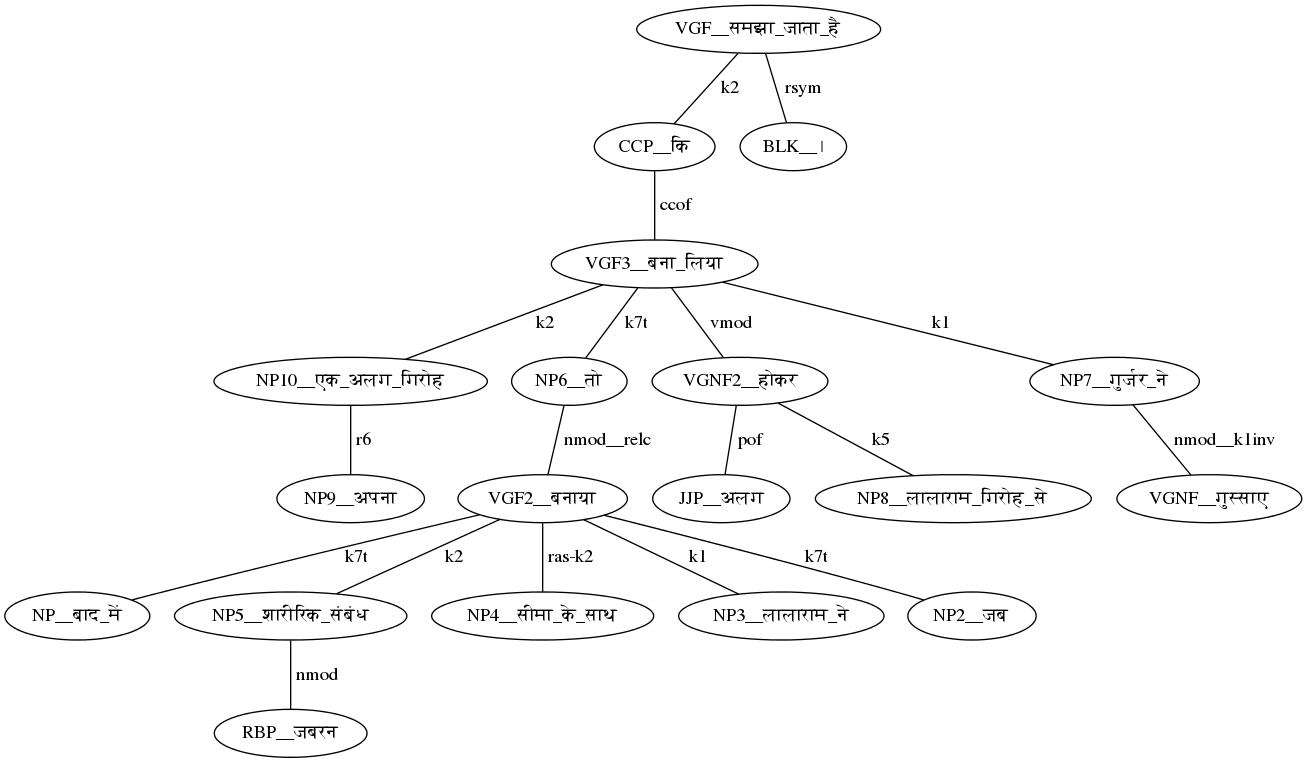 VGF__समझा_जाता_है
k2 rsym
CCP__कि BLK__।
ccof
VGF3__बना_लिया
k2 k7t vmod k1
NP10__एक_अलग_गिरोह NP6__तो VGNF2__होकर NP7__गुर्जर_ने
r6 nmod__relc pof k5 nmod__k1inv
NP9__अपना VGF2__बनाया JJP__अलग NP8__लालाराम_गिरोह_से VGNF__गुस्साए
k7t k2 ras-k2 k1 k7t
NP__बाद_में NP5__शारीरिक_संबंध NP4__सीमा_के_साथ NP3__लालाराम_ने NP2__जब
nmod
RBP__जबरन